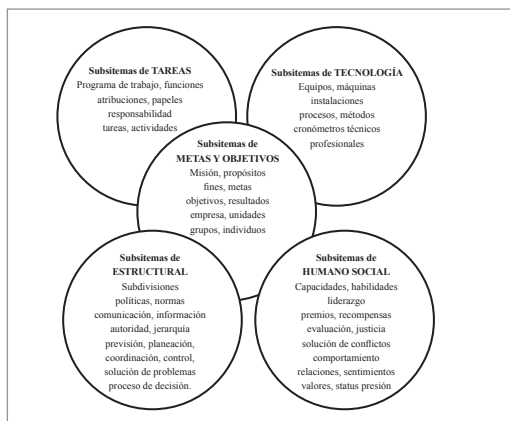 Subsitemas de TAREAS
Programa de trabajo, funciones
atribuciones, papeles
responsabilidad
tareas, actividades
Subsitemas de TECNOLOGÍA
Equipos, máquinas
instalaciones
procesos, métodos
cronómetros técnicos
profesionales
Subsitemas de
METAS Y OBJETIVOS
Misión, propósitos
fines, metas
objetivos, resultados
empresa, unidades
grupos, individuos
Subsitemas de
ESTRUCTURAL
Subdivisiones
políticas, normas
comunicación, información
autoridad, jerarquía
previsión, planeación,
coordinación, control,
solución de problemas
proceso de decisión.
Subsitemas de
HUMANO SOCIAL
Capacidades, habilidades
liderazgo
premios, recompensas
evaluación, justicia
solución de conflictos
comportamiento
relaciones, sentimientos
valores, status presión